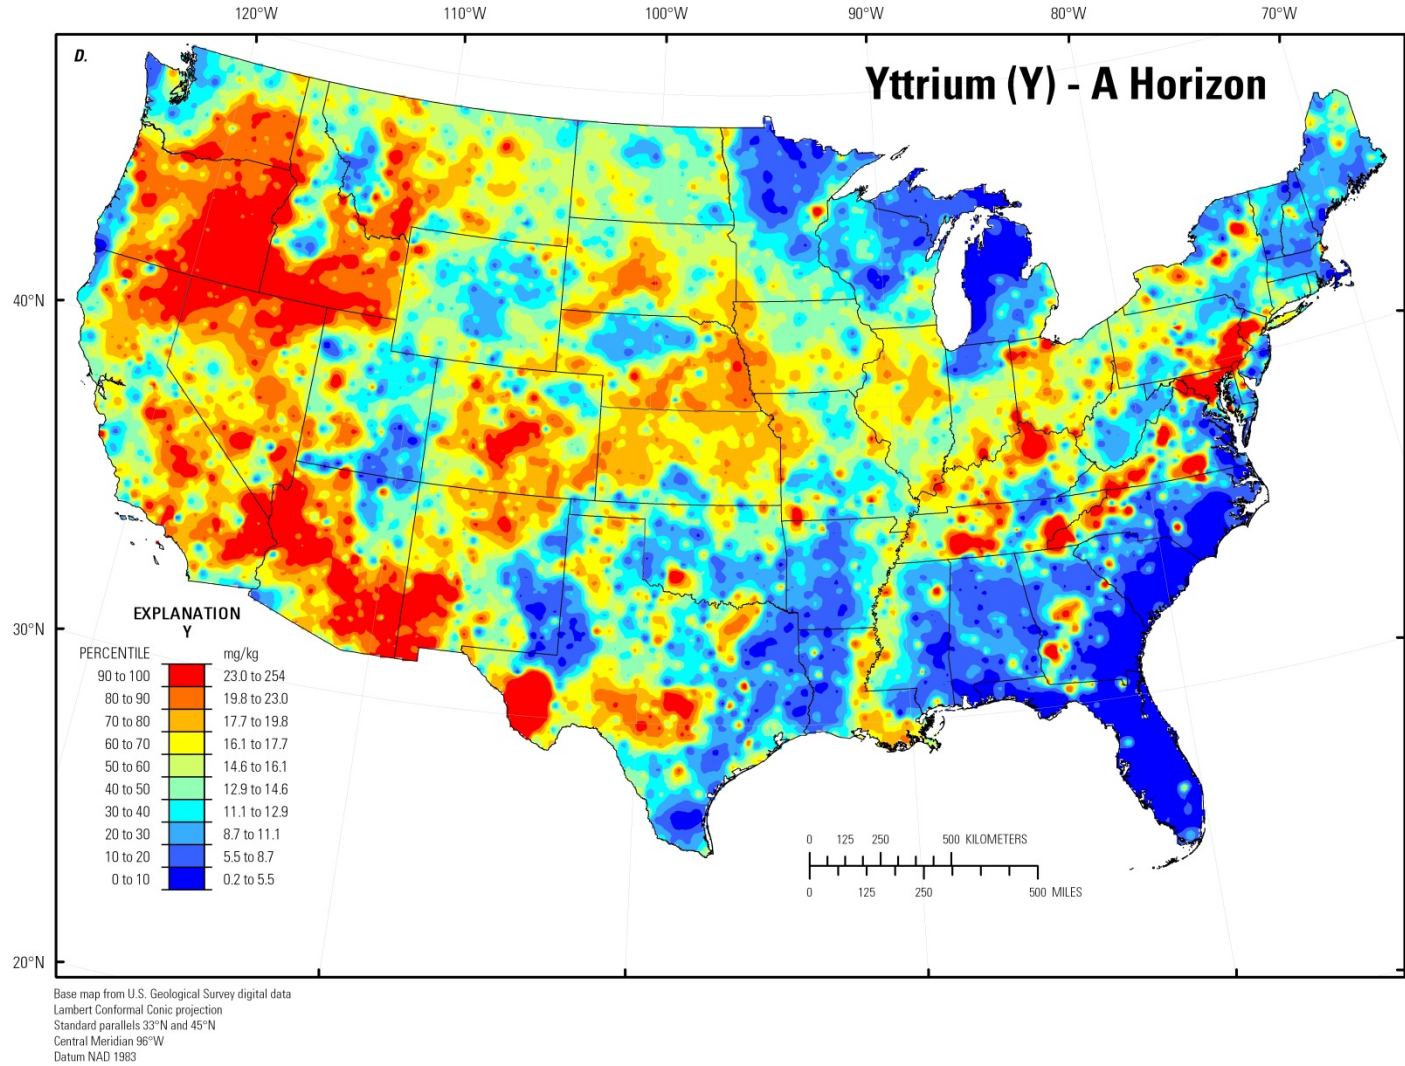 120°W 110°W 100°W 90°W 80°W 70°W
D.
Yttrium (Y) - A Horizon
40°N
30°N
20°N
EXPLANATION
Y
PERCENTILE mg/kg
90 to 100 23.0 to 254
80 to 90 19.8 to 23.0
70 to 80 17.7 to 19.8
60 to 70 16.1 to 17.7
50 to 60 14.6 to 16.1
40 to 50 12.9 to 14.6
30 to 40 11.1 to 12.9
20 to 30 8.7 to 11.1
10 to 20 5.5 to 8.7
0 to 10 0.2 to 5.5
0 125 250 500 KILOMETERS
0 125 250 500 MILES
Base map from U.S. Geological Survey digital data
Lambert Conformal Conic projection
Standard parallels 33°N and 45°N
Central Meridian 96°W
Datum NAD 1983